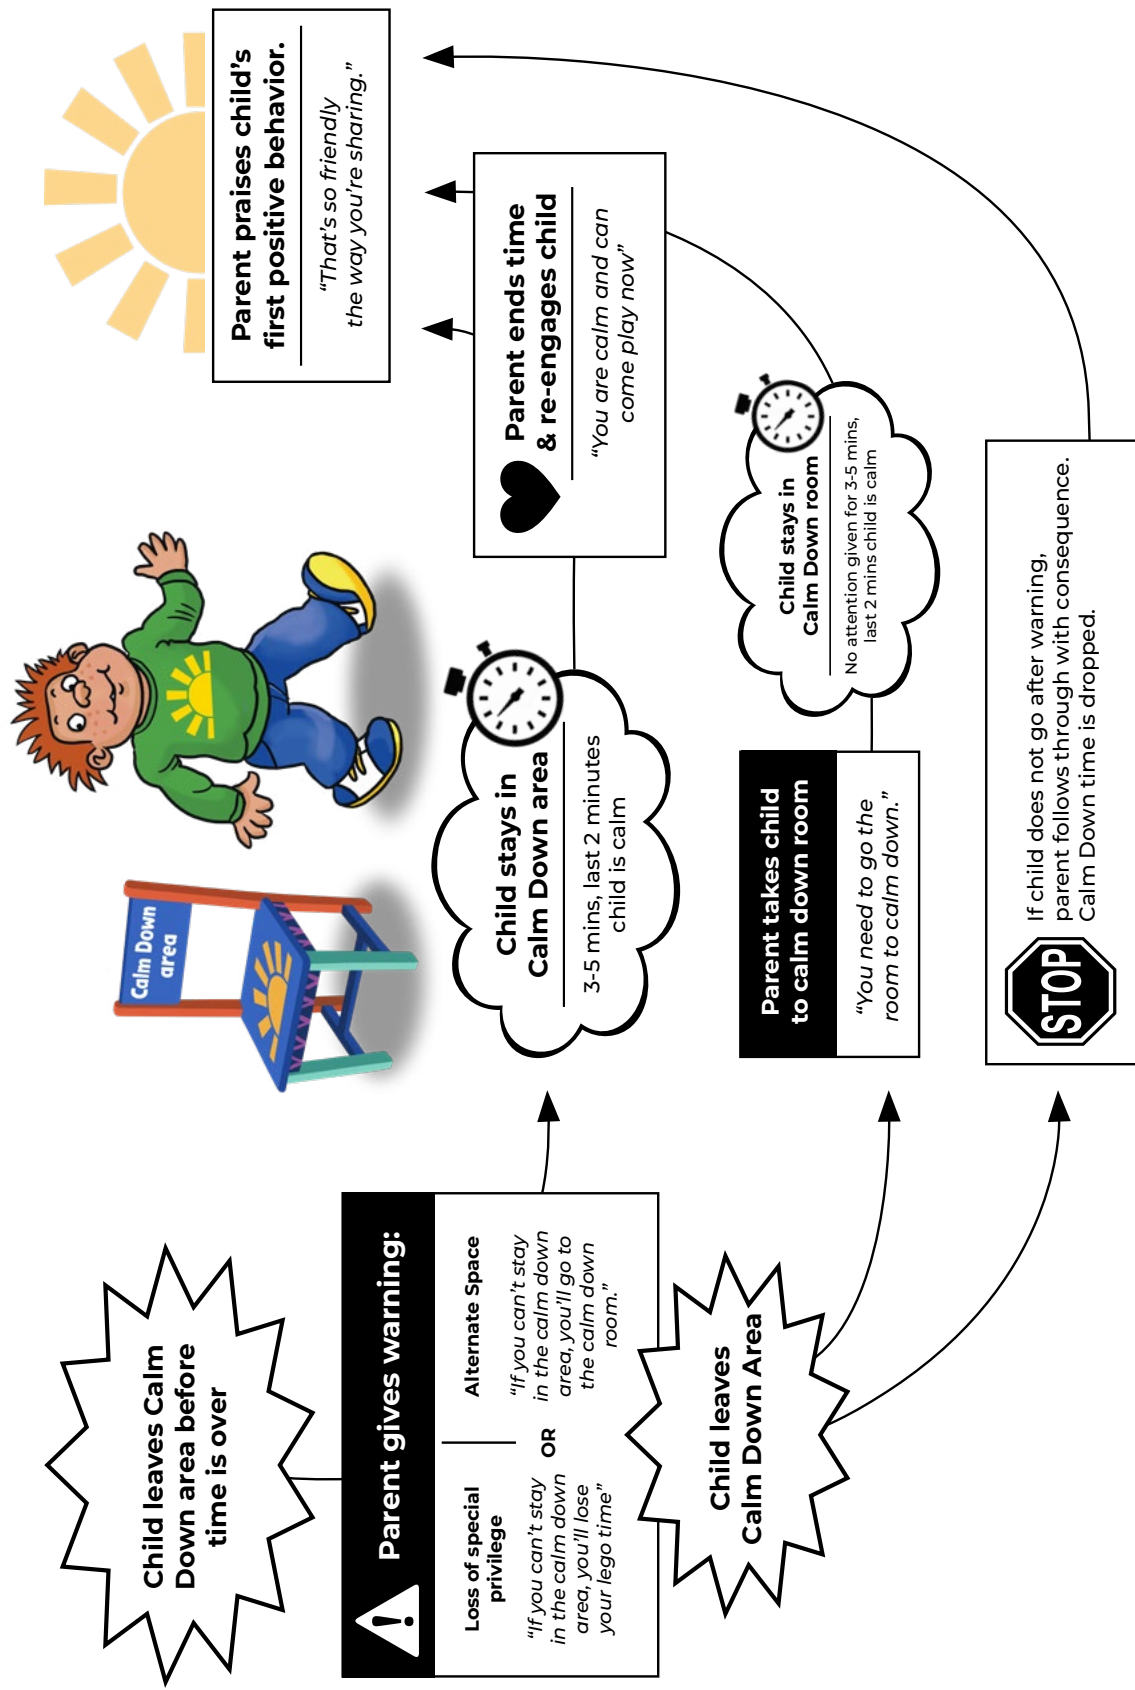 Child leaves Calm
Down area before
time is over
Parent gives warning:
Loss of special
privilege
“If you can’t stay
in the calm down
area, you’ll lose
your lego time”
OR
Alternate Space
“If you can’t stay
in the calm down
area, you’ll go to
the calm down
room.”
Child leaves
Calm Down Area
Calm Down
area
Child stays in
Calm Down area
3-5 mins, last 2 minutes
child is calm
Parent takes child
to calm down room
“You need to go the
room to calm down.”
STOP
If child does not go after warning,
parent follows through with consequence.
Calm Down time is dropped.
Child stays in
Calm Down room
No attention given for 3-5 mins,
last 2 mins child is calm
Parent ends time
& re-engages child
“You are calm and can
come play now”
Parent praises child’s
first positive behavior.
“That’s so friendly
the way you’re sharing.”